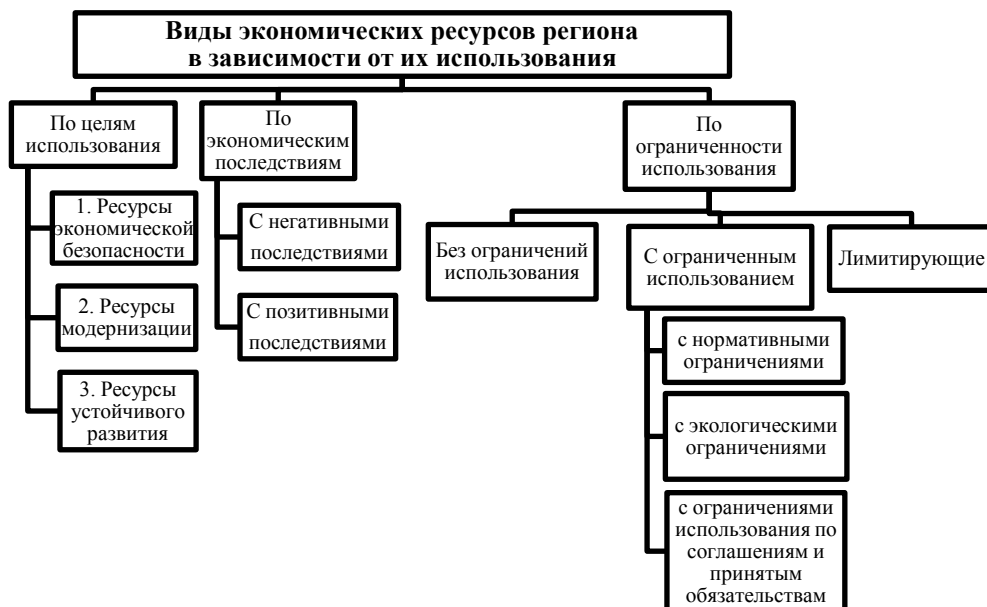 Виды экономических ресурсов региона
в зависимости от их использования
По целям
использования
1. Ресурсы
экономической
безопасности
2. Ресурсы
модернизации
3. Ресурсы
устойчивого
развития
По
экономическим
последствиям
С негативными
последствиями
С позитивными
последствиями
По
ограниченности
использования
Без ограничений
использования
С ограниченным
использованием
с нормативными
ограничениями
с экологическими
ограничениями
с ограничениями
использования по
соглашениям и
принятым
обязательствам
Лимитирующие